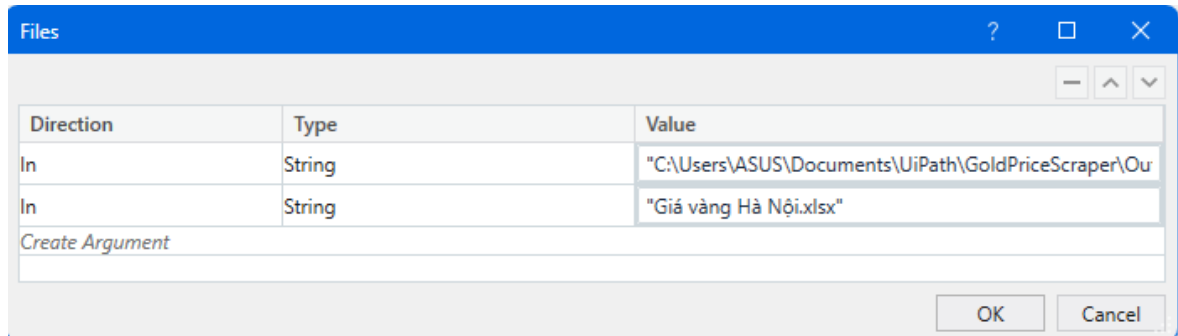 Files
Direction Type Value
In String "C:\Users\ASUS\Documents\UiPath\GoldPriceScraper\Ou
In String "Giá vàng Hà Nội.xlsx"
Create Argument
OK Cancel